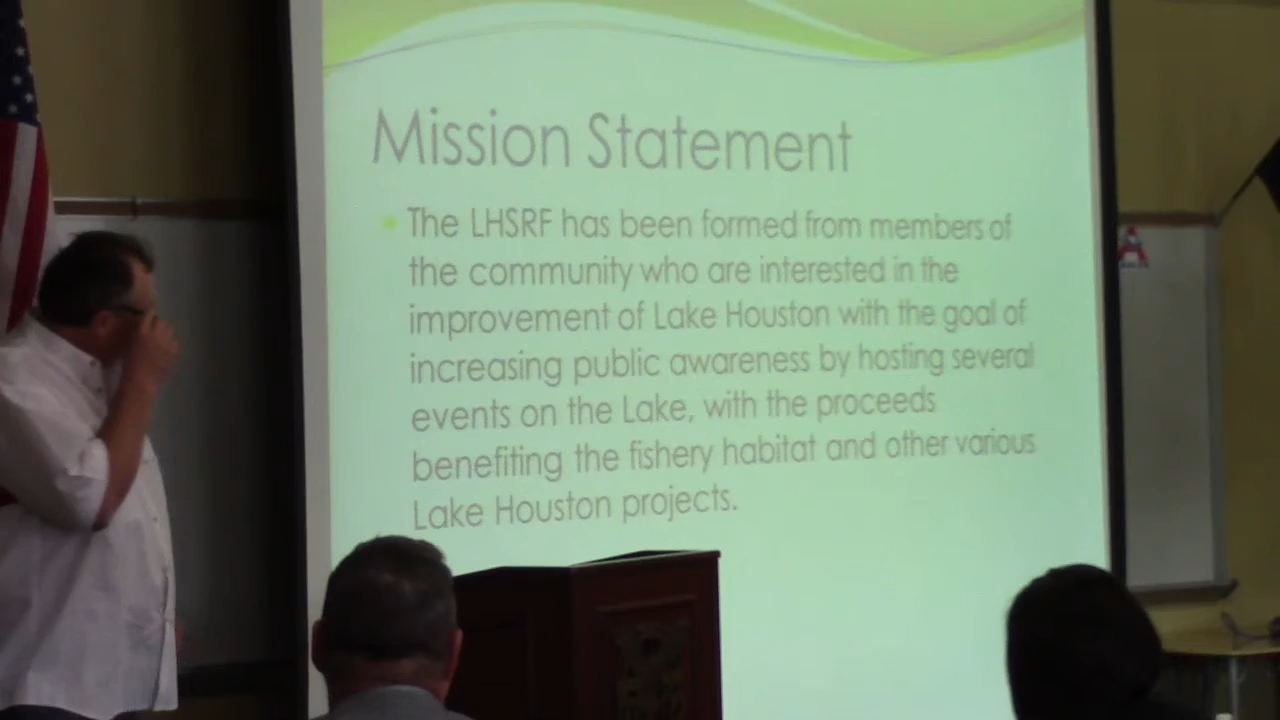 Mission Statement
The LHSRF has been formed from members of
the community who are interested in the
improvement of Lake Houston with the goal of
increasing public awareness by hosting several
events on the Lake, with the proceeds
benefiting the fishery habitat and other various
Lake Houston projects.
A